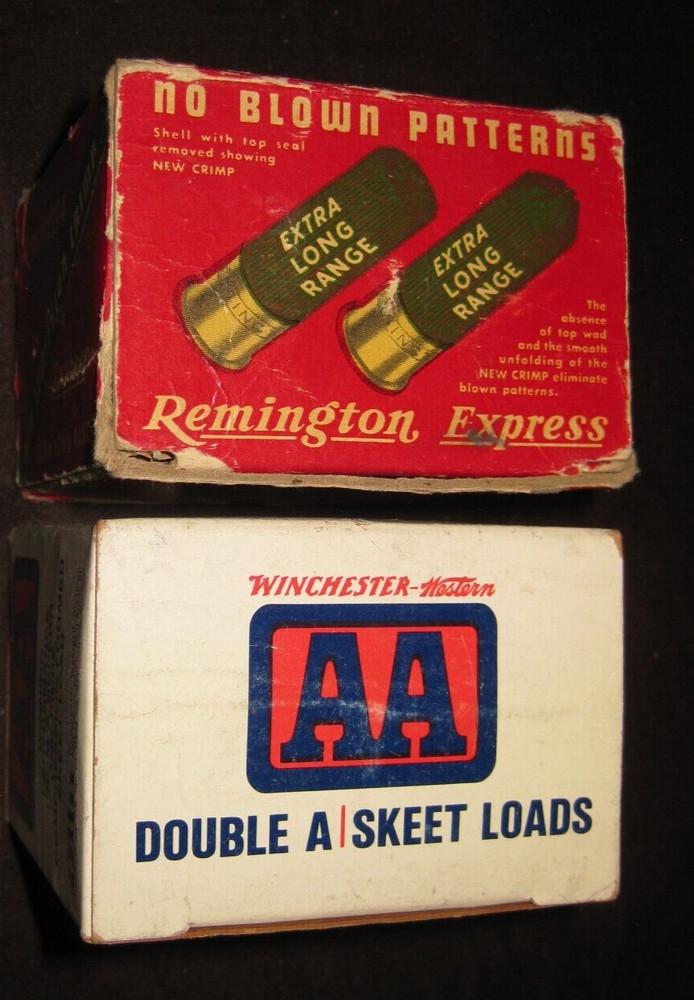 NO BLOWN PATTERNS
Shell with top seal
removed showing
NEW CRIMP
EXTRA
LONG
RANGE
EXTRA
LONG
RANGE
The
absence
of top wad
and the smooth
unfolding of the
NEW CRIMP eliminate
blown patterns.
Remington Express
WINCHESTER-Western
AA
DOUBLE A | SKEET LOADS